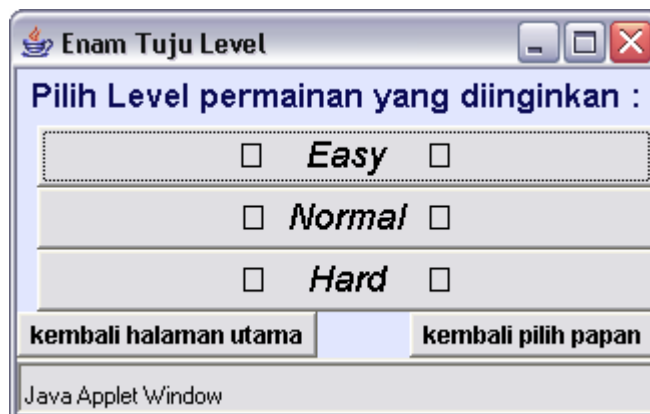 Enam Tuju Level
Pilih Level permainan yang diinginkan :
□ Easy □
□ Normal □
□ Hard □
kembali halaman utama kembali pilih papan
Java Applet Window